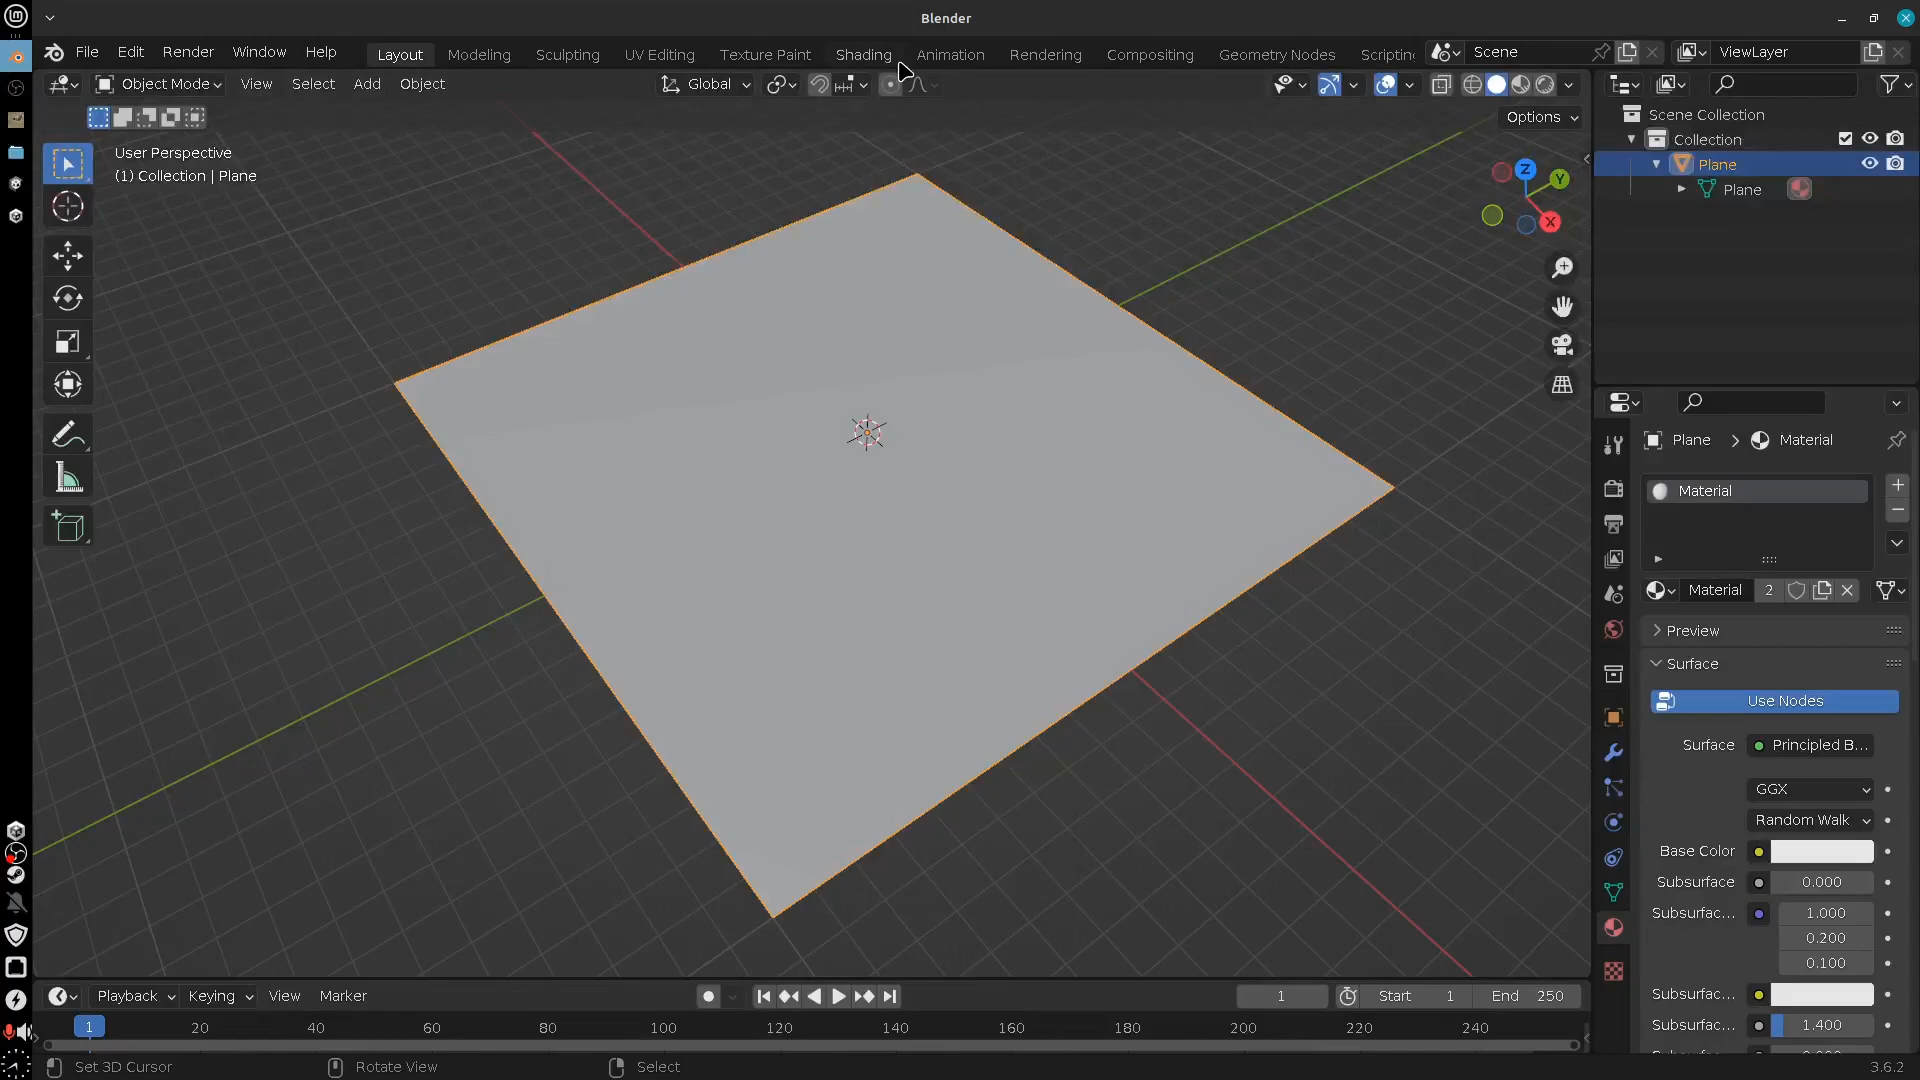 Blender
File Edit Render Window Help Layout Modeling Sculpting UV Editing Texture Paint Shading Animation Rendering Compositing Geometry Nodes Scripting Scene ViewLayer
Object Mode View Select Add Object Global
Options
User Perspective
(1) Collection | Plane
Z
Y
X
Scene Collection
Collection
Plane
Plane
Plane > Material
Material
Material 2
Preview
Surface
Use Nodes
Surface Principled B...
GGX
Random Walk
Base Color
Subsurface 0.000
Subsurfac... 1.000
0.200
0.100
Subsurfac...
Subsurfac... 1.400
Playback Keying View Marker 1 Start 1 End 250
1 20 40 60 80 100 120 140 160 180 200 220 240
Set 3D Cursor Rotate View Select 3.6.2